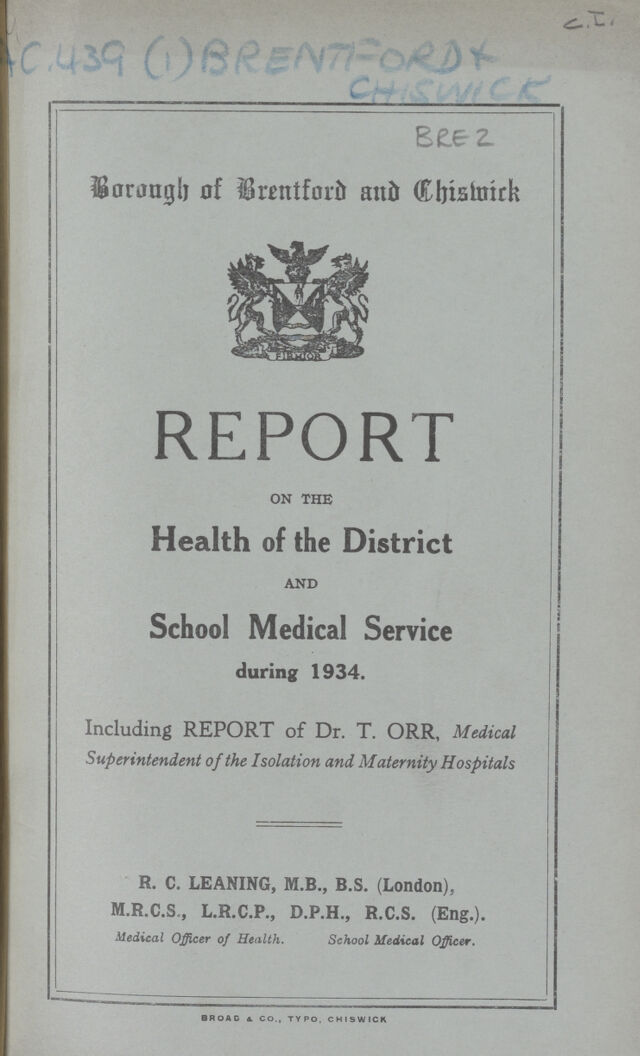 C.I.
AC.439 (1) BRENTFORD &
CHISWICK
BRE 2
Borough of Brentford and Chiswick
FIRMIOR
REPORT
ON THE
Health of the District
AND
School Medical Service
during 1934.
Including REPORT of Dr. T. ORR, Medical
Superintendent of the Isolation and Maternity Hospitals
R. C. LEANING, M.B., B.S. (London),
M.R.C.S., L.R.C.P., D.P.H., R.C.S. (Eng.).
Medical Officer of Health. School Medical Officer.
BROAD & CO., TYPO, CHISWICK